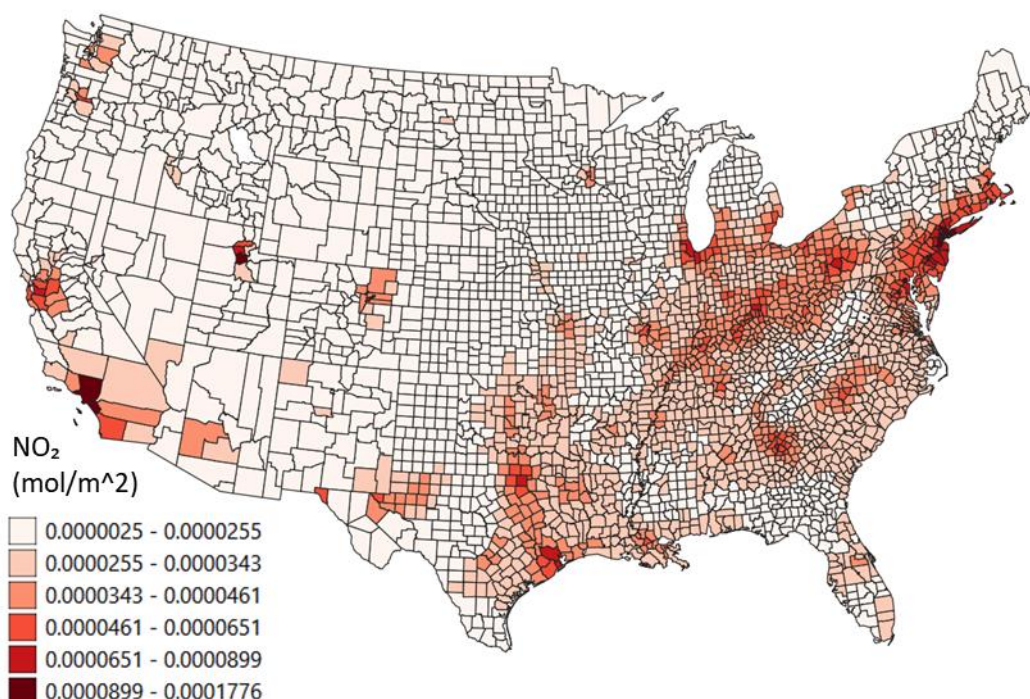 NO₂
(mol/m^2)
0.0000025 - 0.0000255
0.0000255 - 0.0000343
0.0000343 - 0.0000461
0.0000461 - 0.0000651
0.0000651 - 0.0000899
0.0000899 - 0.0001776